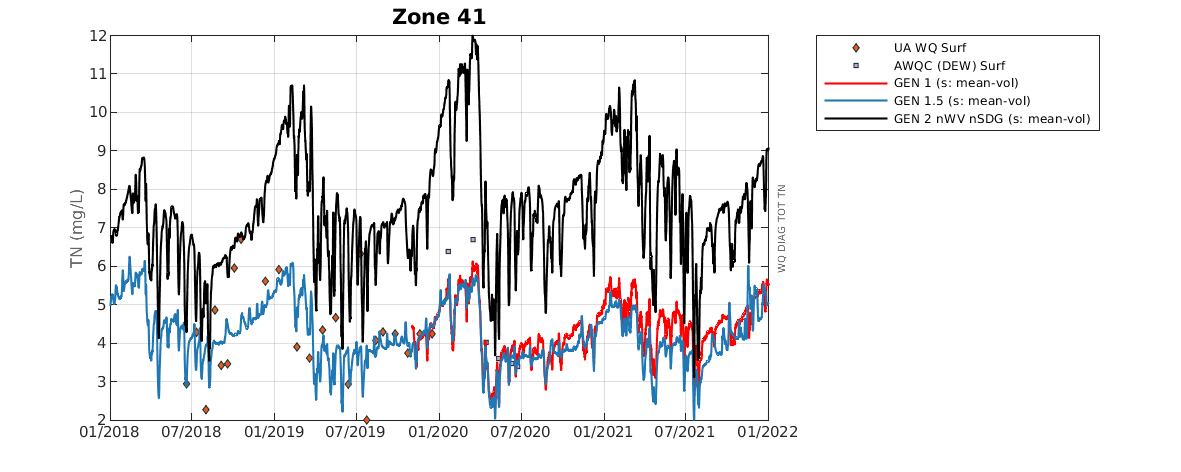 Zone 41
12
11
10
9
8
7
6
5
4
3
2
TN (mg/L)
01/2018 07/2018 01/2019 07/2019 01/2020 07/2020 01/2021 07/2021 01/2022
WQ DIAG TOT TN
UA WQ Surf
AWQC (DEW) Surf
GEN 1 (s: mean-vol)
GEN 1.5 (s: mean-vol)
GEN 2 nWV nSDG (s: mean-vol)